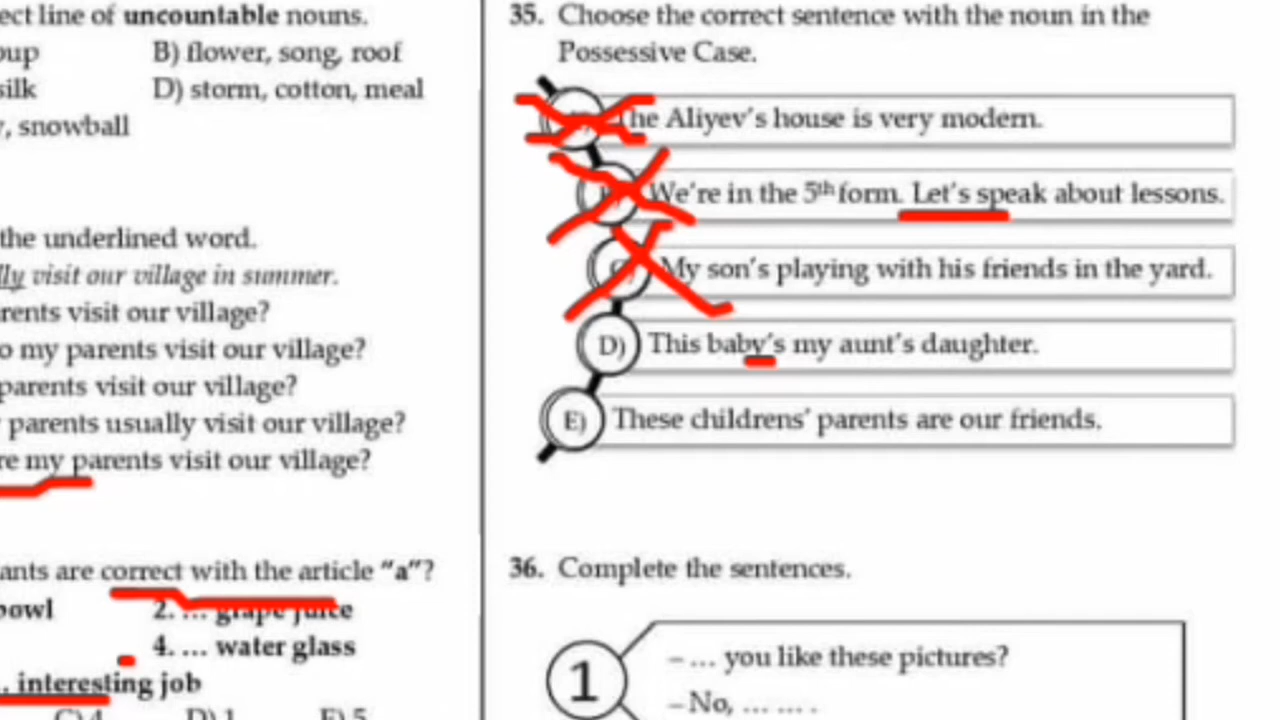 ect line of uncountable nouns.
oup B) flower, song, roof
silk D) storm, cotton, meal
, snowball
the underlined word.
lly visit our village in summer.
rents visit our village?
o my parents visit our village?
parents visit our village?
parents usually visit our village?
re my parents visit our village?
ants are correct with the article "a"?
bowl 2. ... grape juice
4. ... water glass
. interesting job
C) 4 D) 1 E) 5
35. Choose the correct sentence with the noun in the
Possessive Case.
The Aliyev's house is very modern.
We're in the 5th form. Let's speak about lessons.
My son's playing with his friends in the yard.
D) This baby's my aunt's daughter.
E) These childrens' parents are our friends.
36. Complete the sentences.
1 – ... you like these pictures?
– No, ... ... .